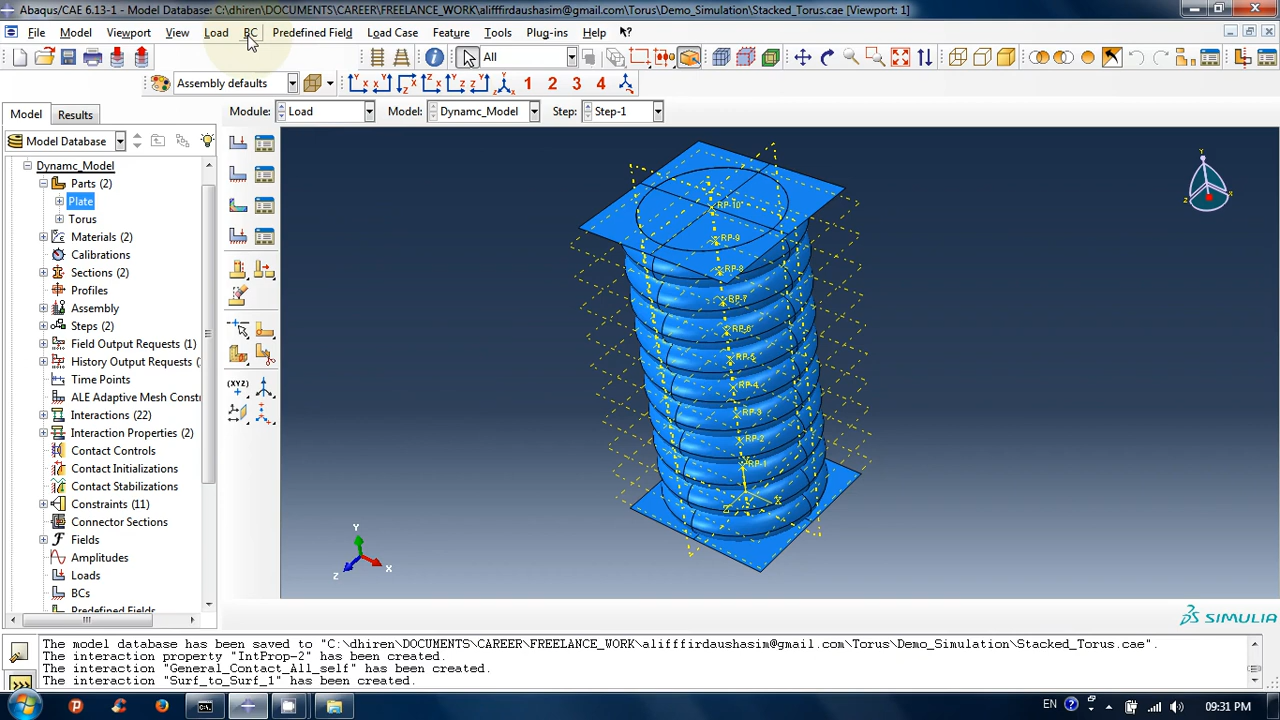 Abaqus/CAE 6.13-1 - Model Database: C:\dhiren\DOCUMENTS\CAREER\FREELANCE_WORK\alifffirdaushasim@gmail.com\Torus\Demo_Simulation\Stacked_Torus.cae [Viewport: 1]
File Model Viewport View Load BC Predefined Field Load Case Feature Tools Plug-ins Help
All
Assembly defaults 1 2 3 4
Model Results Module: Load Model: Dynamc_Model Step: Step-1
Model Database
Dynamc_Model
Parts (2)
Plate
Torus
Materials (2)
Calibrations
Sections (2)
Profiles
Assembly
Steps (2)
Field Output Requests (1)
History Output Requests (
Time Points
ALE Adaptive Mesh Constr
Interactions (22)
Interaction Properties (2)
Contact Controls
Contact Initializations
Contact Stabilizations
Constraints (11)
Connector Sections
Fields
Amplitudes
Loads
BCs
Predefined Fields
(XYZ)
RP-10
RP-9
RP-8
RP-7
RP-6
RP-5
RP-4
RP-3
RP-2
RP-1
X
Z
Y
X
Z
Y
X
Z
SIMULIA
The model database has been saved to "C:\dhiren\DOCUMENTS\CAREER\FREELANCE_WORK\alifffirdaushasim@gmail.com\Torus\Demo_Simulation\Stacked_Torus.cae".
The interaction property "IntProp-2" has been created.
The interaction "General_Contact_All_self" has been created.
The interaction "Surf_to_Surf_1" has been created.
>>>
EN 09:31 PM